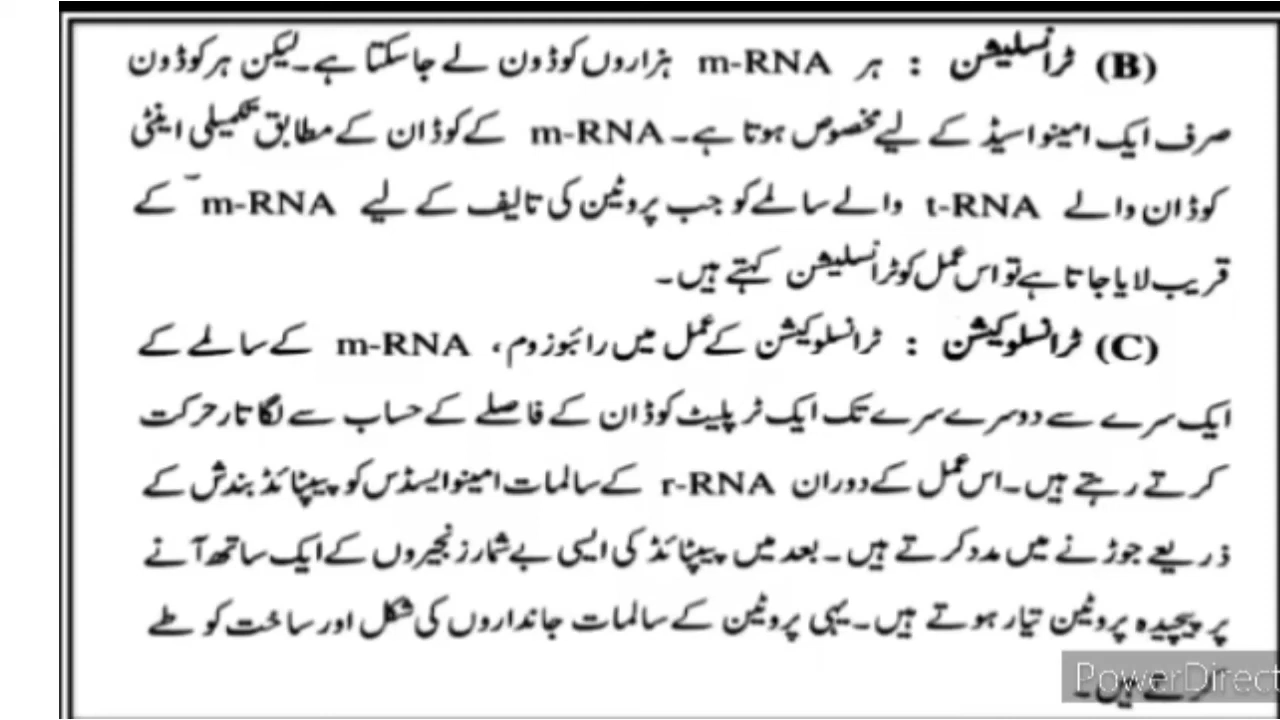 (B) ٹرانسلیشن : ہر m-RNA ہزاروں کوڈون لے جاسکتا ہے۔ لیکن ہر کوڈون
صرف ایک امینو اسیڈ کے لیے مخصوص ہوتا ہے۔ m-RNA کے کوڈان کے مطابق تکمیلی اینٹی
کوڈان والے t-RNA والے سالمے کو جب پروٹین کی تالیف کے لیے m-RNA کے
قریب لایا جاتا ہے تو اس عمل کو ٹرانسلیشن کہتے ہیں۔
(C) ٹرانسلوکیشن : ٹرانسلوکیشن کے عمل میں رائبوزوم، m-RNA کے سالمے کے
ایک سرے سے دوسرے سرے تک ایک ٹرپلیٹ کوڈان کے فاصلے کے حساب سے لگاتار حرکت
کرتے رہتے ہیں۔ اس عمل کے دوران r-RNA کے سالمات امینو ایسڈس کو پیپٹائڈ بندش کے
ذریعے جوڑنے میں مدد کرتے ہیں۔ بعد میں پیپٹائڈ کی ایسی بے شمار زنجیروں کے ایک ساتھ آنے
پر پیچیدہ پروٹین تیار ہوتے ہیں۔ یہی پروٹین کے سالمات جانداروں کی شکل اور ساخت کو طے
ہیں۔
PowerDirect